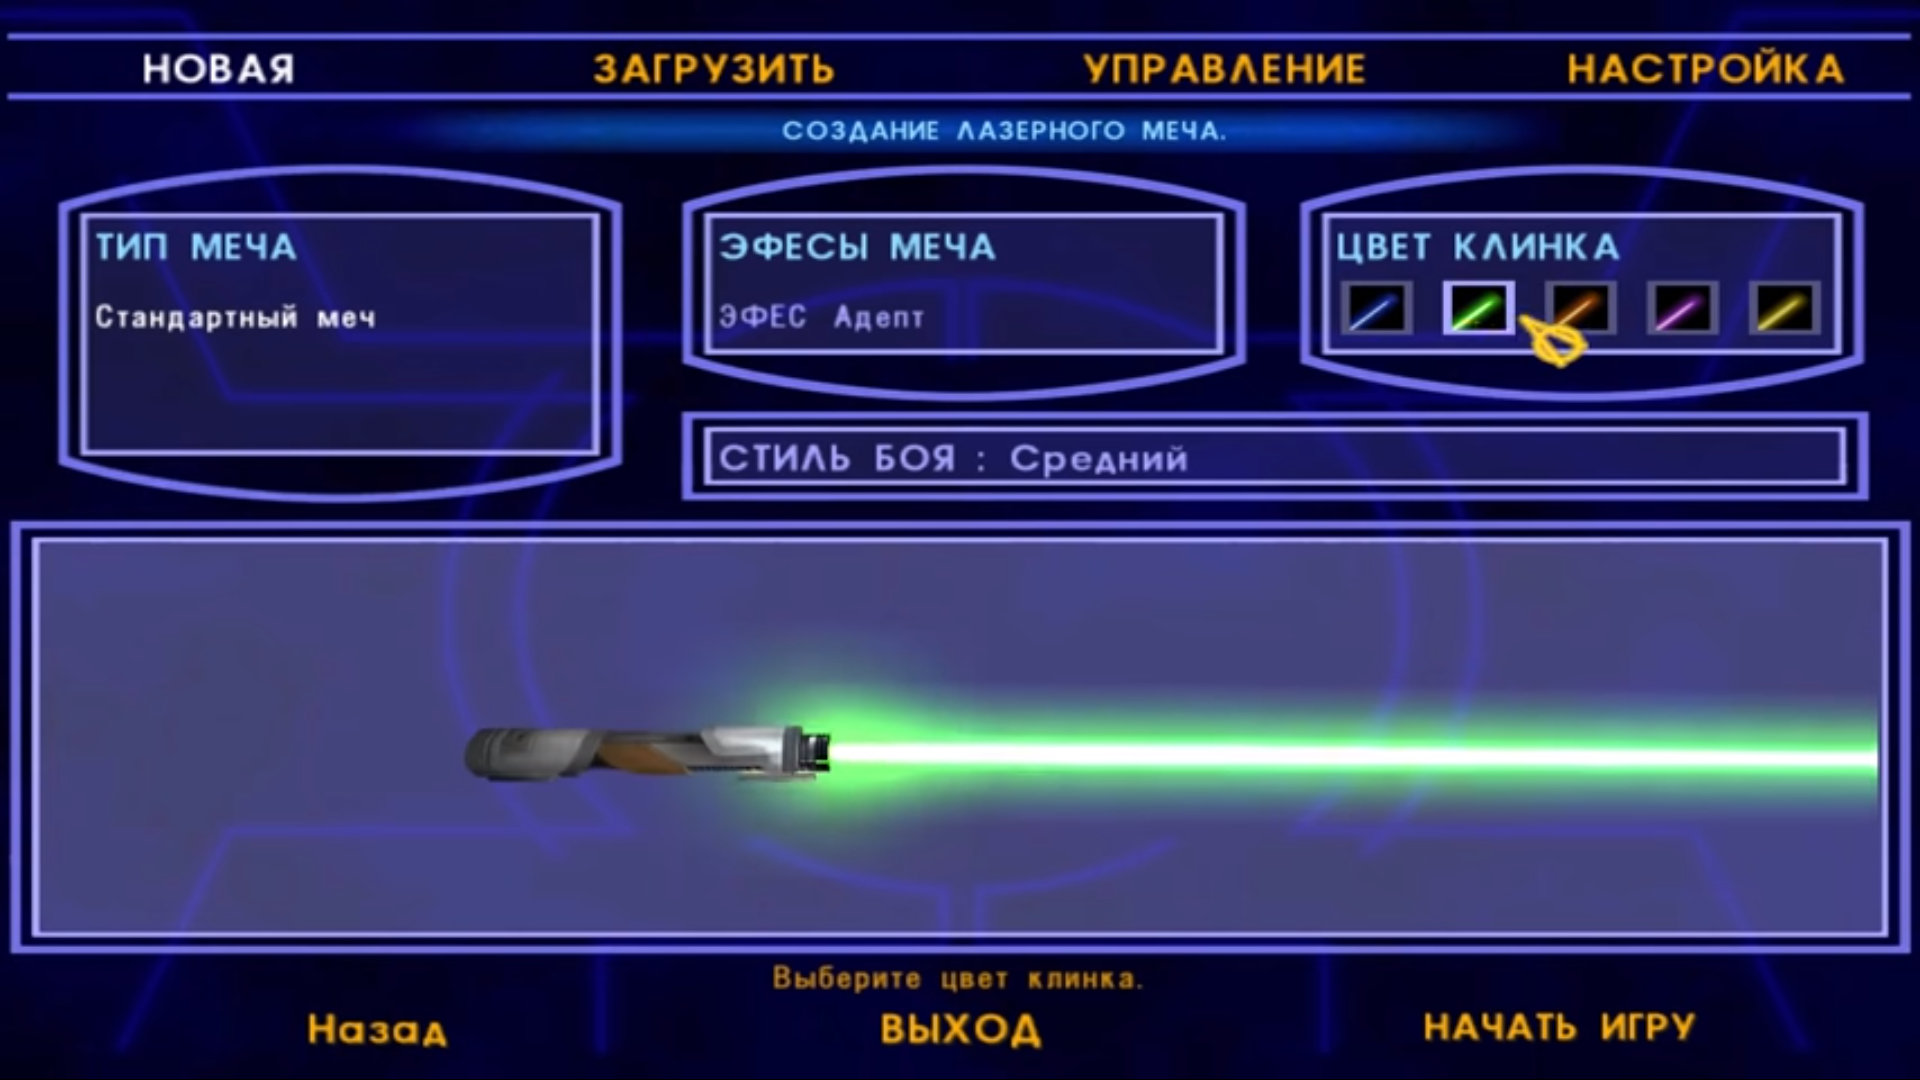 НОВАЯ ЗАГРУЗИТЬ УПРАВЛЕНИЕ НАСТРОЙКА
СОЗДАНИЕ ЛАЗЕРНОГО МЕЧА.
ТИП МЕЧА
Стандартный меч
ЭФЕСЫ МЕЧА
ЭФЕС Адепт
ЦВЕТ КЛИНКА
СТИЛЬ БОЯ : Средний
Выберите цвет клинка.
Назад ВЫХОД НАЧАТЬ ИГРУ